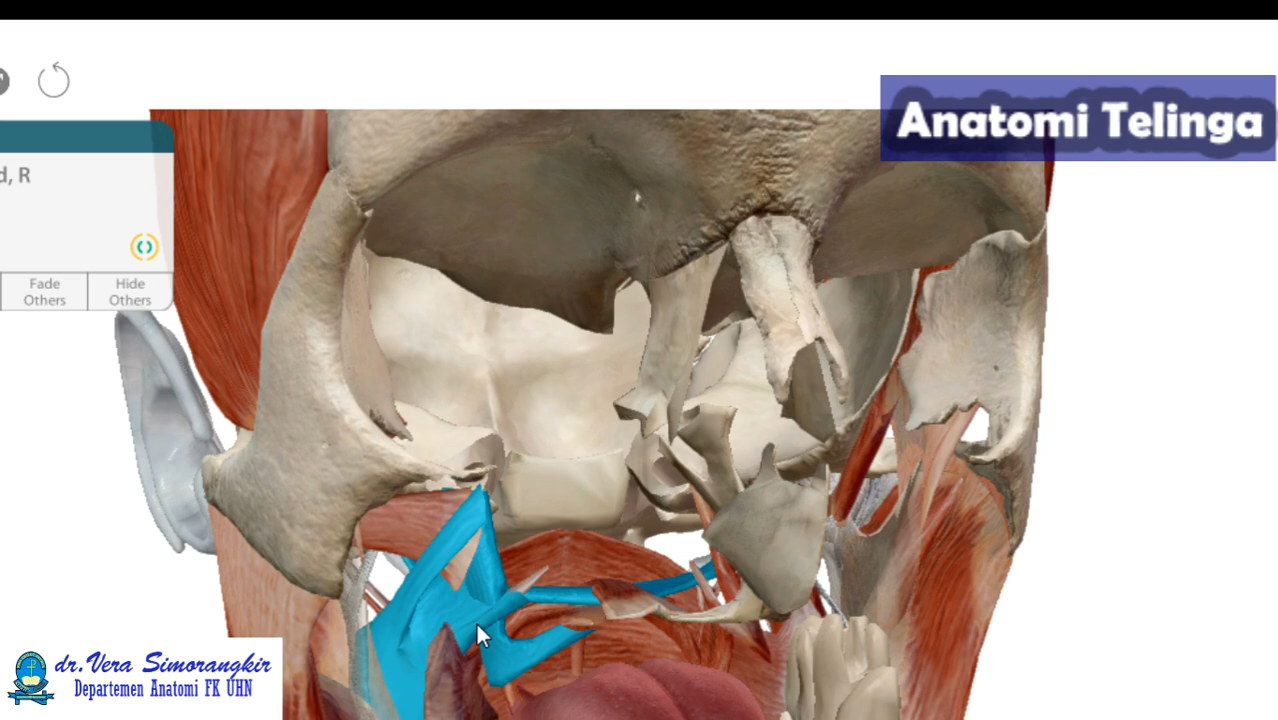 Anatomi Telinga
d, R
Fade
Others
Hide
Others
dr.Vera Simorangkir
Departemen Anatomi FK UHN